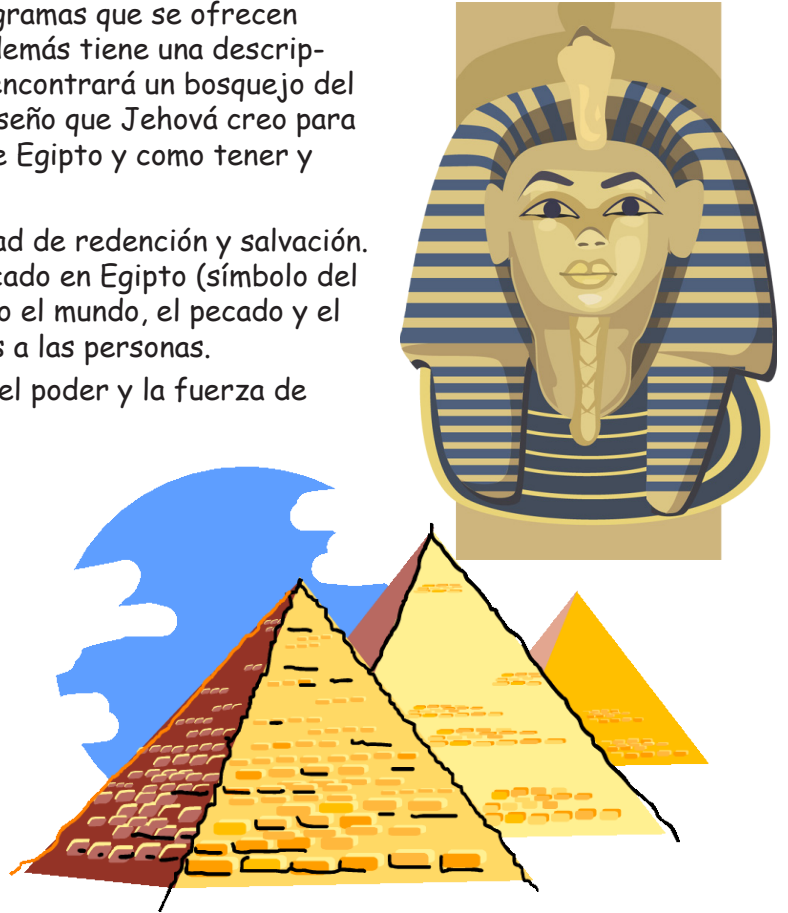 gramas que se ofrecen
demás tiene una descrip-
encontrará un bosquejo del
seño que Jehová creo para
e Egipto y como tener y
ad de redención y salvación.
cado en Egipto (símbolo del
o el mundo, el pecado y el
s a las personas.
el poder y la fuerza de